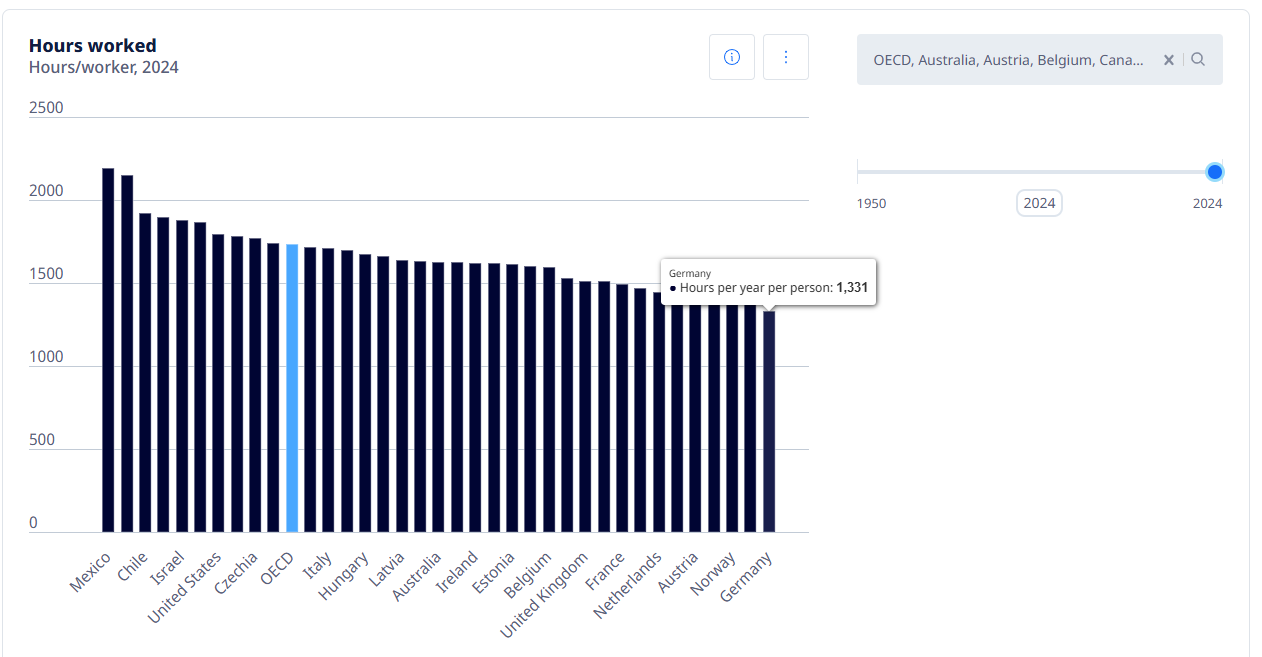 Hours worked
Hours/worker, 2024
OECD, Australia, Austria, Belgium, Cana...
1950
2024
2024
2500
2000
1500
1000
500
0
Germany
Hours per year per person: 1,331
Mexico
Chile
Israel
United States
Czechia
OECD
Italy
Hungary
Latvia
Australia
Ireland
Estonia
Belgium
United Kingdom
France
Netherlands
Austria
Norway
Germany